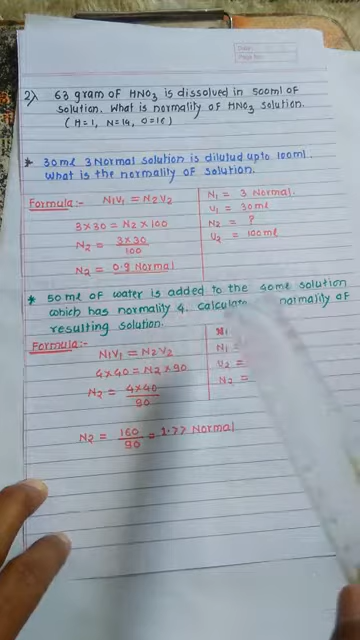 Date:
Page No:
2) 63 gram of HNO3 is dissolved in 500ml of
solution. What is normality of HNO3 solution.
(H=1, N=14, O=16)
* 30ml 3 Normal solution is diluted upto 100ml.
What is the normality of solution.
Formula:- N1V1 = N2V2
3×30 = N2×100
N2 = 3×30
100
N2 = 0.9 Normal
N1 = 3 Normal.
V1 = 30ml
N2 = ?
V2 = 100ml
* 50ml of water is added to the 40ml solution
which has normality 4. calculate normality of
resulting solution.
Formula:-
N1V1 = N2V2
4×40 = N2×90
N2 = 4×40
90
N2 = 160 = 1.77 Normal
90
N1 =
V2 =
N2 =